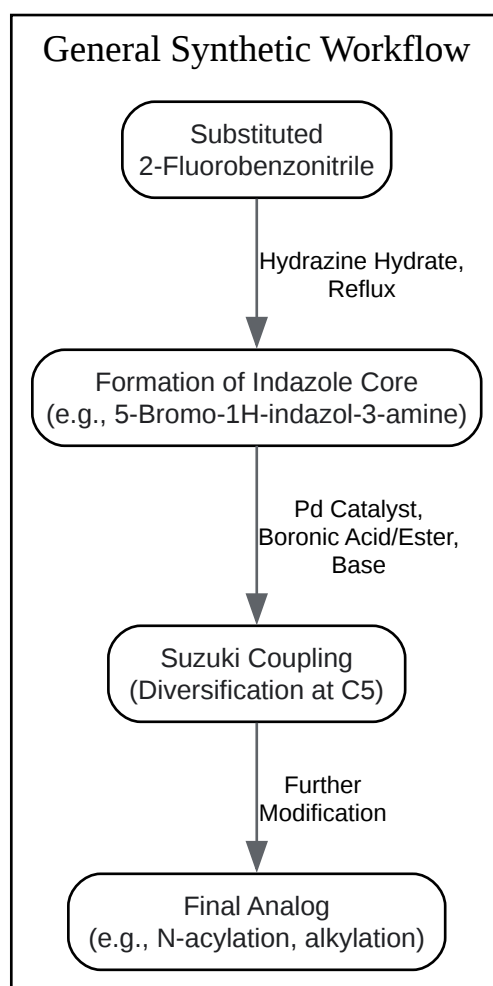 General Synthetic Workflow
Substituted
2-Fluorobenzonitrile
Hydrazine Hydrate,
Reflux
Formation of Indazole Core
(e.g., 5-Bromo-1H-indazol-3-amine)
Pd Catalyst,
Boronic Acid/Ester,
Base
Suzuki Coupling
(Diversification at C5)
Further
Modification
Final Analog
(e.g., N-acylation, alkylation)